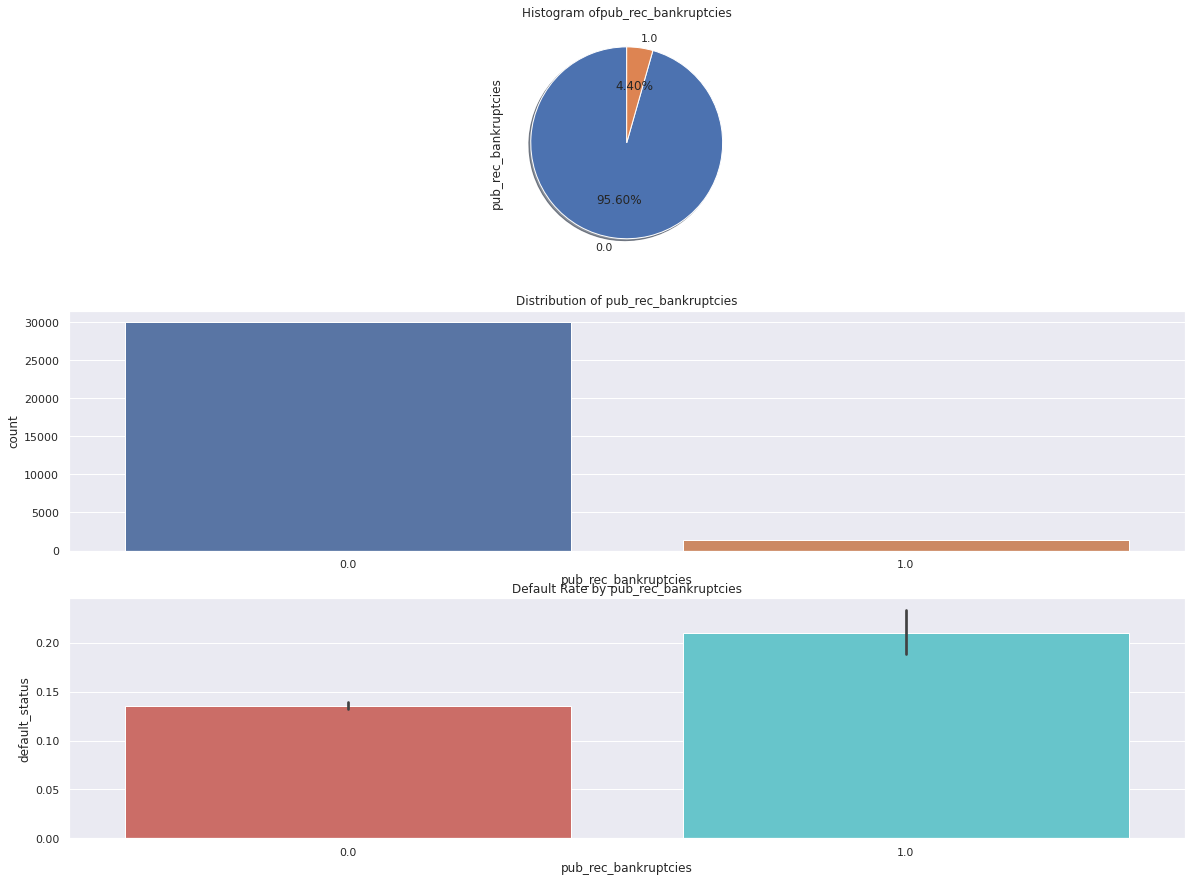 Histogram ofpub_rec_bankruptcies
1.0
4.40%
pub_rec_bankruptcies
95.60%
0.0
Distribution of pub_rec_bankruptcies
30000
25000
20000
15000
10000
5000
0
count
0.0 1.0
pub_rec_bankruptcies
Default Rate by pub_rec_bankruptcies
0.20
0.15
0.10
0.05
0.00
default_status
0.0 1.0
pub_rec_bankruptcies